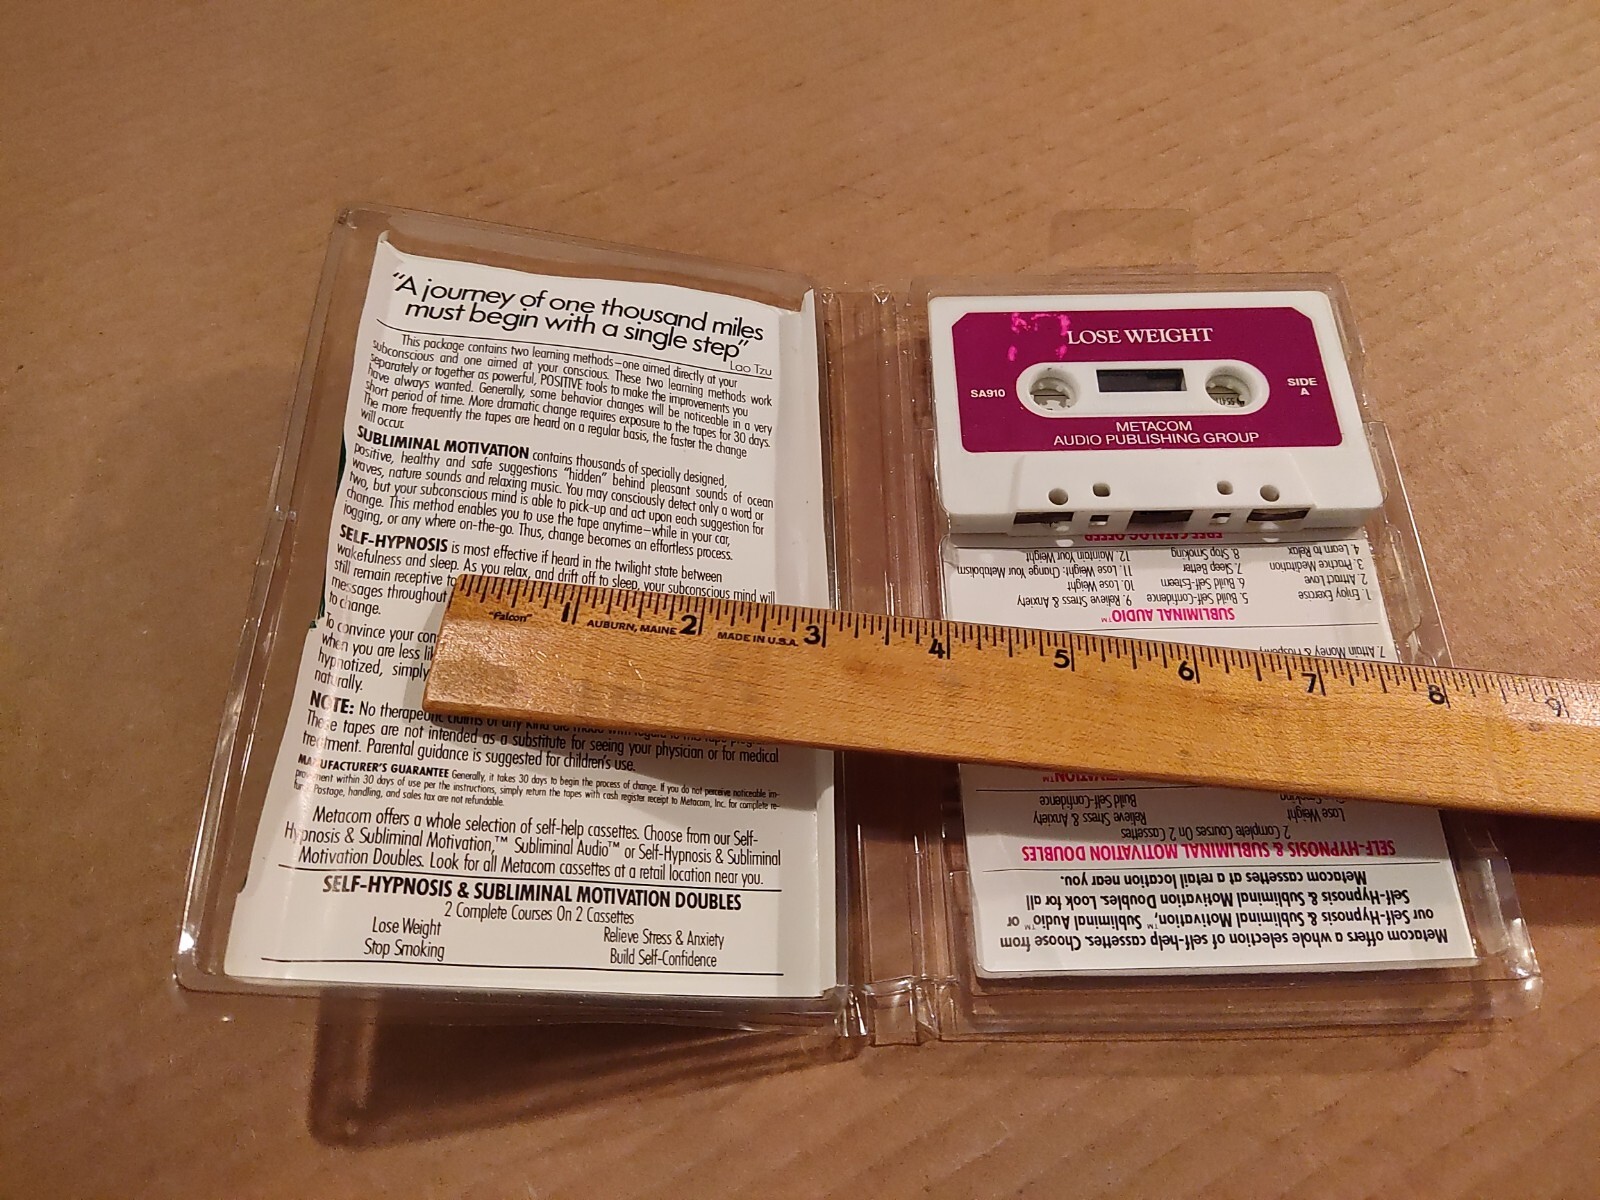 "A journey of one thousand miles
must begin with a single step"
Lao Tzu
This package contains two learning methods—one aimed directly at your
subconscious and one aimed at your conscious. These two learning methods work
separately or together as powerful, POSITIVE tools to make the improvements you
have always wanted. Generally, some behavior changes will be noticeable in a very
short period of time. More dramatic change requires exposure to the tapes for 30 days.
The more frequently the tapes are heard on a regular basis, the faster the change
will occur.
SUBLIMINAL MOTIVATION contains thousands of specially designed,
positive, healthy and safe suggestions "hidden" behind pleasant sounds of ocean
waves, nature sounds and relaxing music. You may consciously detect only a word or
two, but your subconscious mind is able to pick-up and act upon each suggestion for
change. This method enables you to use the tape anytime—while in your car,
jogging, or any where on-the-go. Thus, change becomes an effortless process.
SELF-HYPNOSIS is most effective if heard in the twilight state between
wakefulness and sleep. As you relax, and drift off to sleep, your subconscious mind will
still remain receptive to
messages throughout
to change.
To convince your con
when you are less
hypnotized, simply
naturally.
NOTE: No therapeutic claims of any kind are made with regard to the tape
These tapes are not intended as a substitute for seeing your physician or for medical
treatment. Parental guidance is suggested for children's use.
MANUFACTURER'S GUARANTEE Generally, it takes 30 days to begin the process of change. If you do not perceive noticeable im-
provement within 30 days of use per the instructions, simply return the tapes with cash register receipt to Metacom, Inc. for complete re-
fund. Postage, handling, and sales tax are not refundable.
Metacom offers a whole selection of self-help cassettes. Choose from our Self-
Hypnosis & Subliminal Motivation,™ Subliminal Audio™ or Self-Hypnosis & Subliminal
Motivation Doubles. Look for all Metacom cassettes at a retail location near you.
SELF-HYPNOSIS & SUBLIMINAL MOTIVATION DOUBLES
2 Complete Courses On 2 Cassettes
Lose Weight Relieve Stress & Anxiety
Stop Smoking Build Self-Confidence
"Falcon" 1 AUBURN, MAINE 2 MADE IN U.S.A. 3 4 5 6 7 8 9
LOSE WEIGHT
SA910
SIDE
A
METACOM
AUDIO PUBLISHING GROUP
Metacom offers a whole selection of self-help cassettes. Choose from
our Self-Hypnosis & Subliminal Motivation,™ Subliminal Audio™ or
Self-Hypnosis & Subliminal Motivation Doubles. Look for all
Metacom cassettes at a retail location near you.
SELF-HYPNOSIS & SUBLIMINAL MOTIVATION DOUBLES
2 Complete Courses On 2 Cassettes
Lose Weight Relieve Stress & Anxiety
Smoking Build Self-Confidence
7. Attain Money & Prosperity
SUBLIMINAL AUDIO™
1. Enjoy Exercise 5. Build Self-Confidence 9. Relieve Stress & Anxiety
2. Attract Love 6. Build Self-Esteem 10. Lose Weight
3. Practice Meditation 7. Sleep Better 11. Lose Weight: Change Your Metabolism
4. Learn to Relax 8. Stop Smoking 12. Maintain Your Weight
FREE CATALOG OFFER